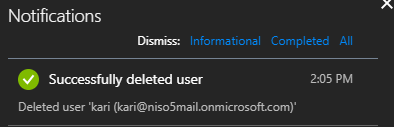 Notifications
Dismiss: Informational Completed All
Successfully deleted user 2:05 PM
Deleted user 'kari (kari@niso5mail.onmicrosoft.com)'